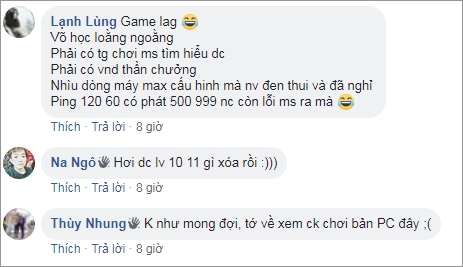 Lạnh Lùng Game lag 😂
Võ học loằng ngoằng
Phải có tg chơi ms tìm hiểu dc
Phải có vnd thần chưởng
Nhìu dòng máy max cấu hinh mà nv đen thui và đã nghỉ
Ping 120 60 có phát 500 999 nc còn lỗi ms ra mà 😂
Thích · Trả lời · 8 giờ
Na Ngô Hơi dc lv 10 11 gì xóa rồi :)))
Thích · Trả lời · 8 giờ
Thùy Nhung K như mong đợi, tớ về xem ck chơi bản PC đây ;(
Thích · Trả lời · 8 giờ